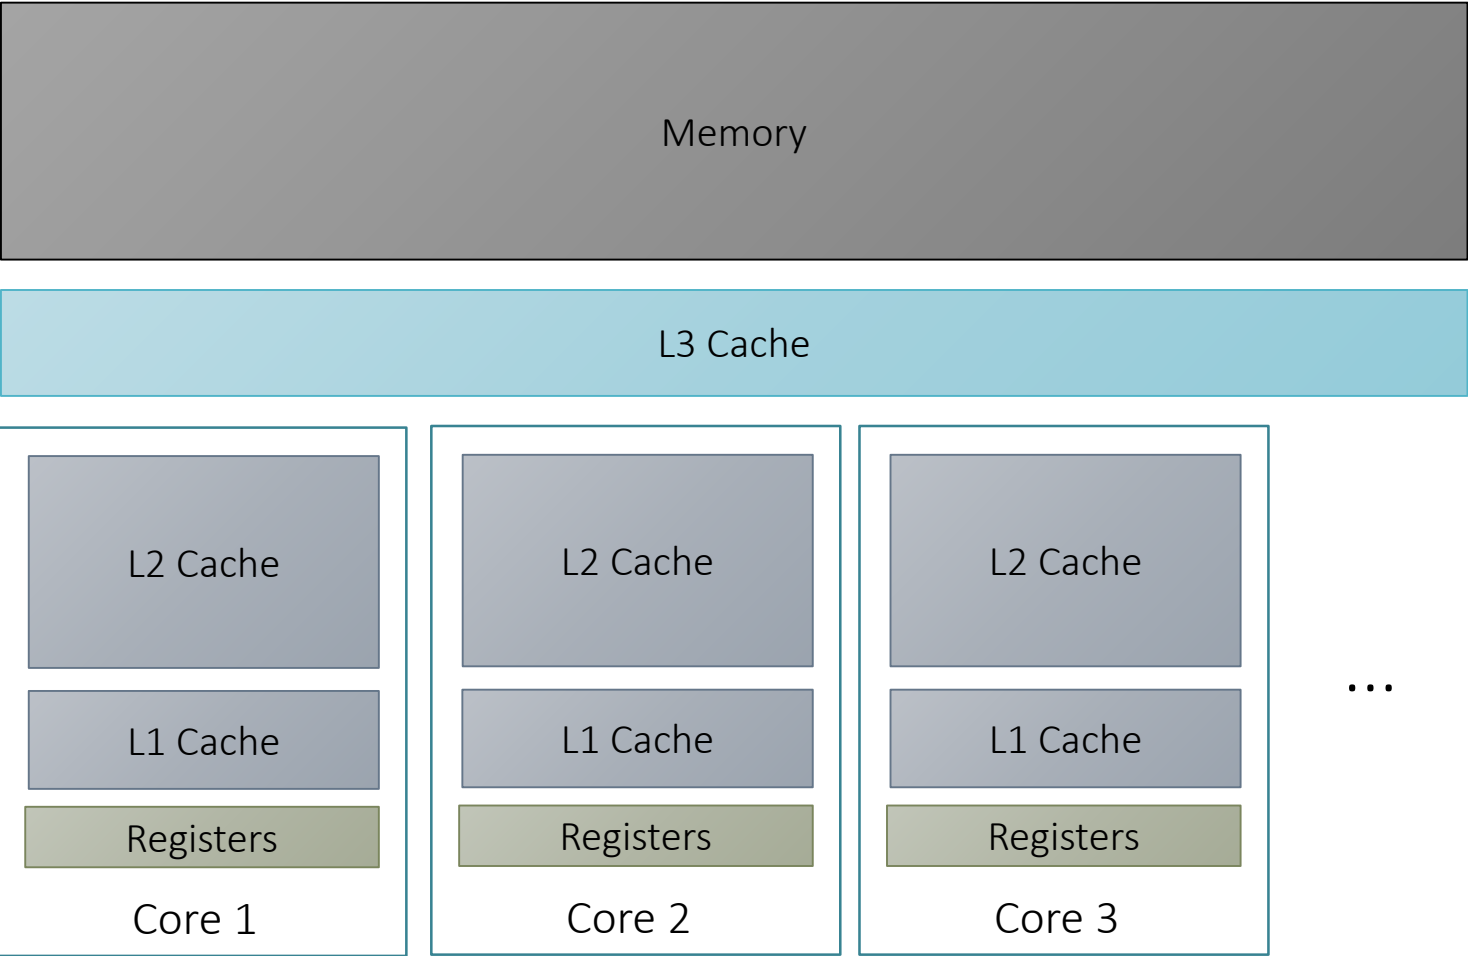 Memory
L3 Cache
L2 Cache
L1 Cache
Registers
Core 1
L2 Cache
L1 Cache
Registers
Core 2
L2 Cache
L1 Cache
Registers
Core 3
...